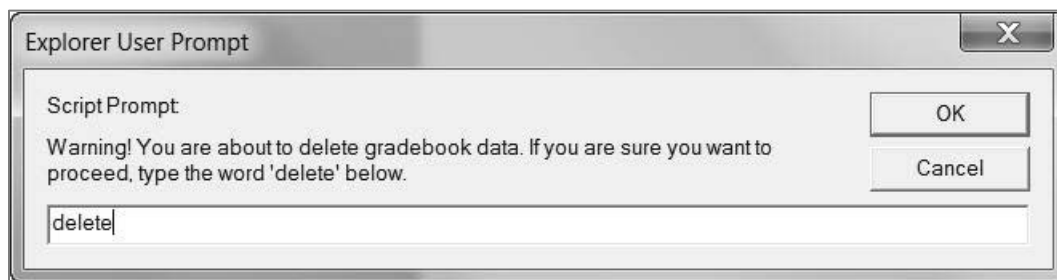 Explorer User Prompt
X
Script Prompt:
OK
Warning! You are about to delete gradebook data. If you are sure you want to
proceed, type the word 'delete' below.
Cancel
delete